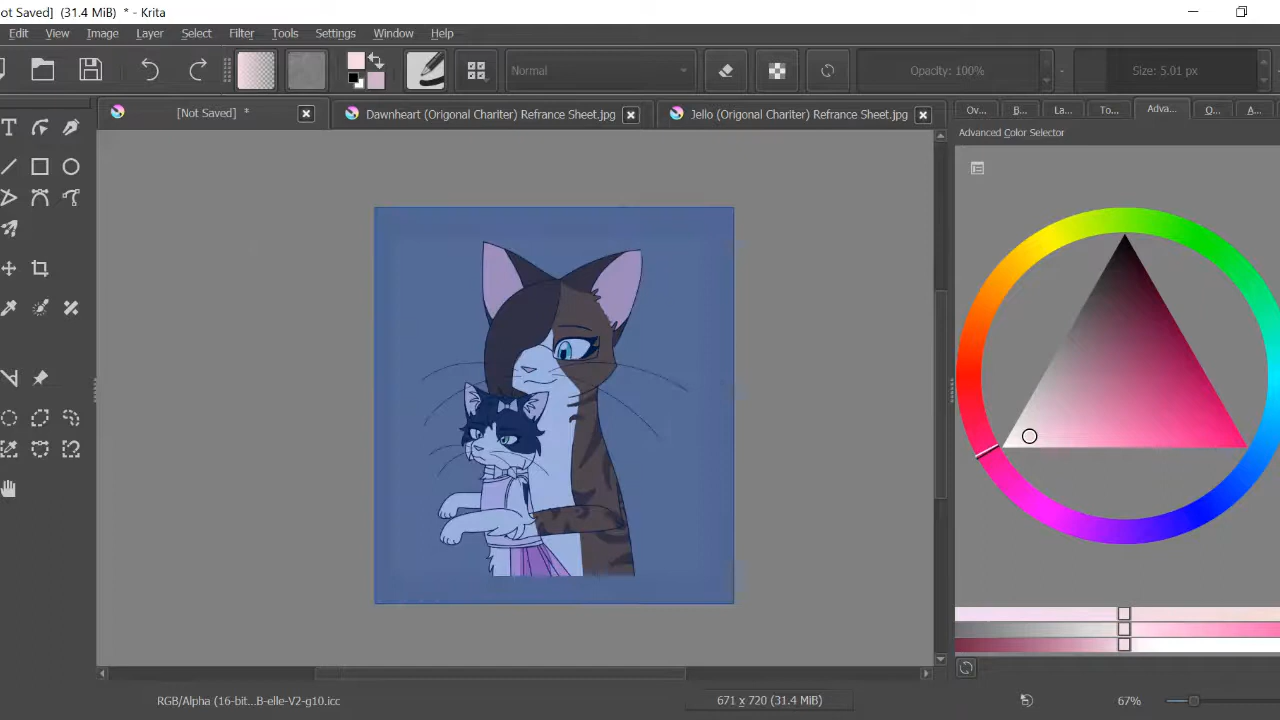 ot Saved] (31.4 MiB) * - Krita
Edit View Image Layer Select Filter Tools Settings Window Help
Normal
Opacity: 100%
Size: 5.01 px
[Not Saved] *
Dawnheart (Origonal Chariter) Refrance Sheet.jpg
Jello (Origonal Chariter) Refrance Sheet.jpg
Ov... B... La... To... Adva... O... A...
Advanced Color Selector
RGB/Alpha (16-bit...B-elle-V2-g10.icc
671 x 720 (31.4 MiB)
67%